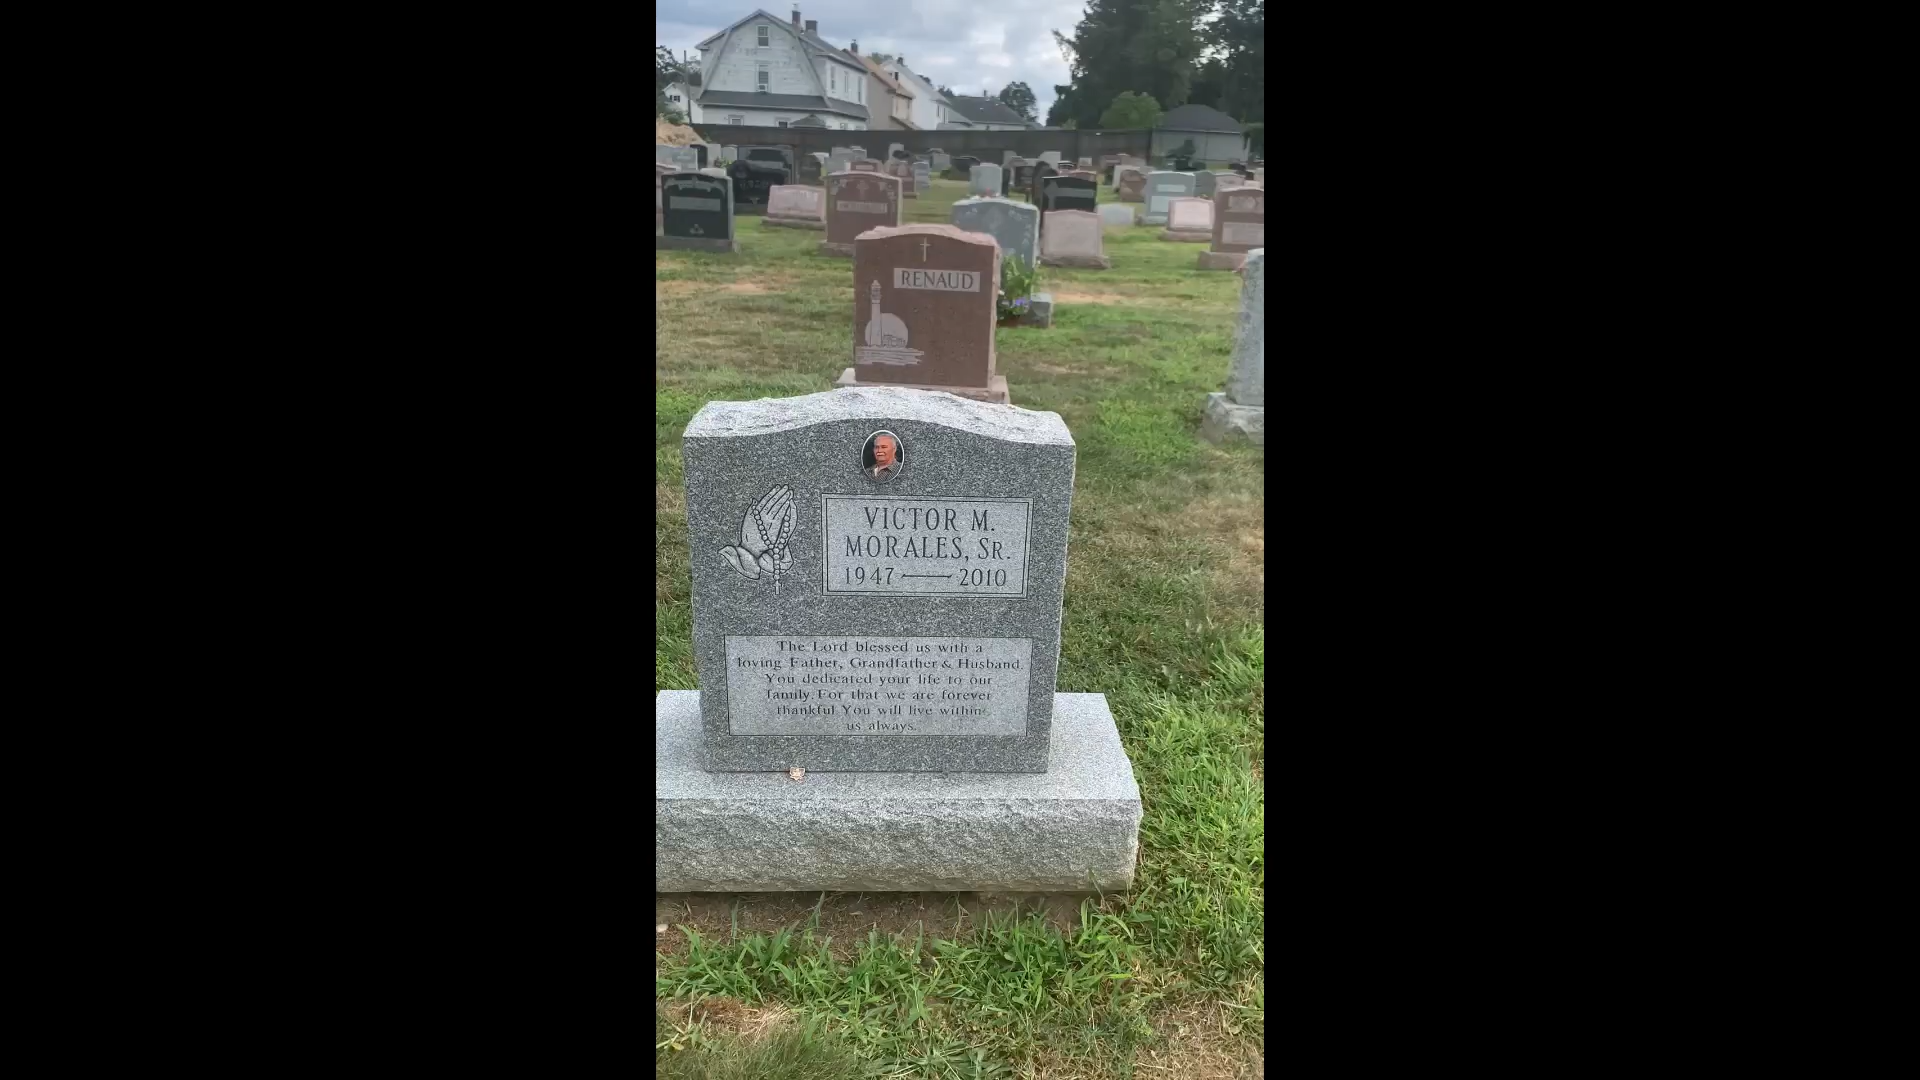 RENAUD
VICTOR M.
MORALES, SR.
1947 — 2010
The Lord blessed us with a
loving Father, Grandfather & Husband.
You dedicated your life to our
family. For that we are forever
thankful. You will live within
us always.